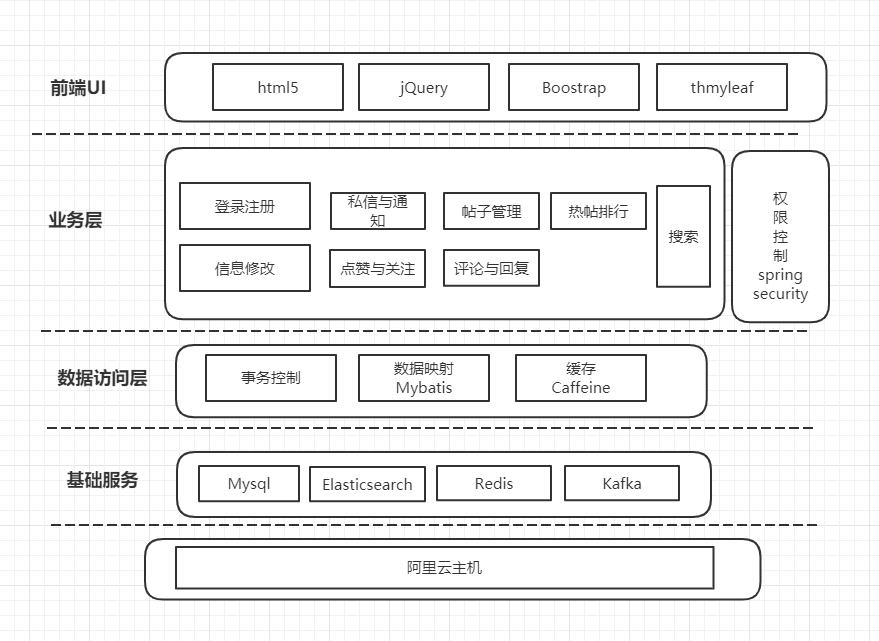 前端UI
html5
jQuery
Boostrap
thmyleaf
业务层
登录注册
私信与通
知
帖子管理
热帖排行
搜索
信息修改
点赞与关注
评论与回复
权
限
控
制
spring
security
数据访问层
事务控制
数据映射
Mybatis
缓存
Caffeine
基础服务
Mysql
Elasticsearch
Redis
Kafka
阿里云主机